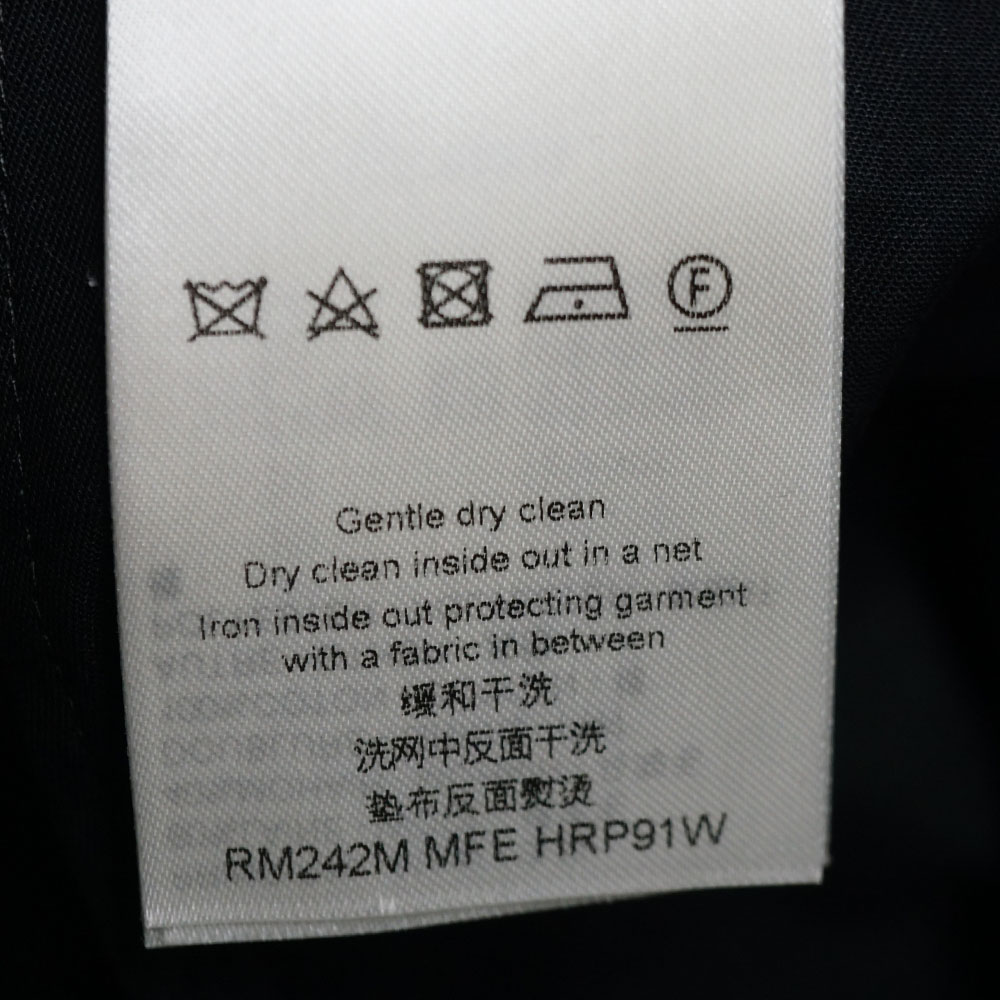 F
Gentle dry clean
Dry clean inside out in a net
Iron inside out protecting garment
with a fabric in between
缓和干洗
洗网中反面干洗
垫布反面熨烫
RM242M MFE HRP91W